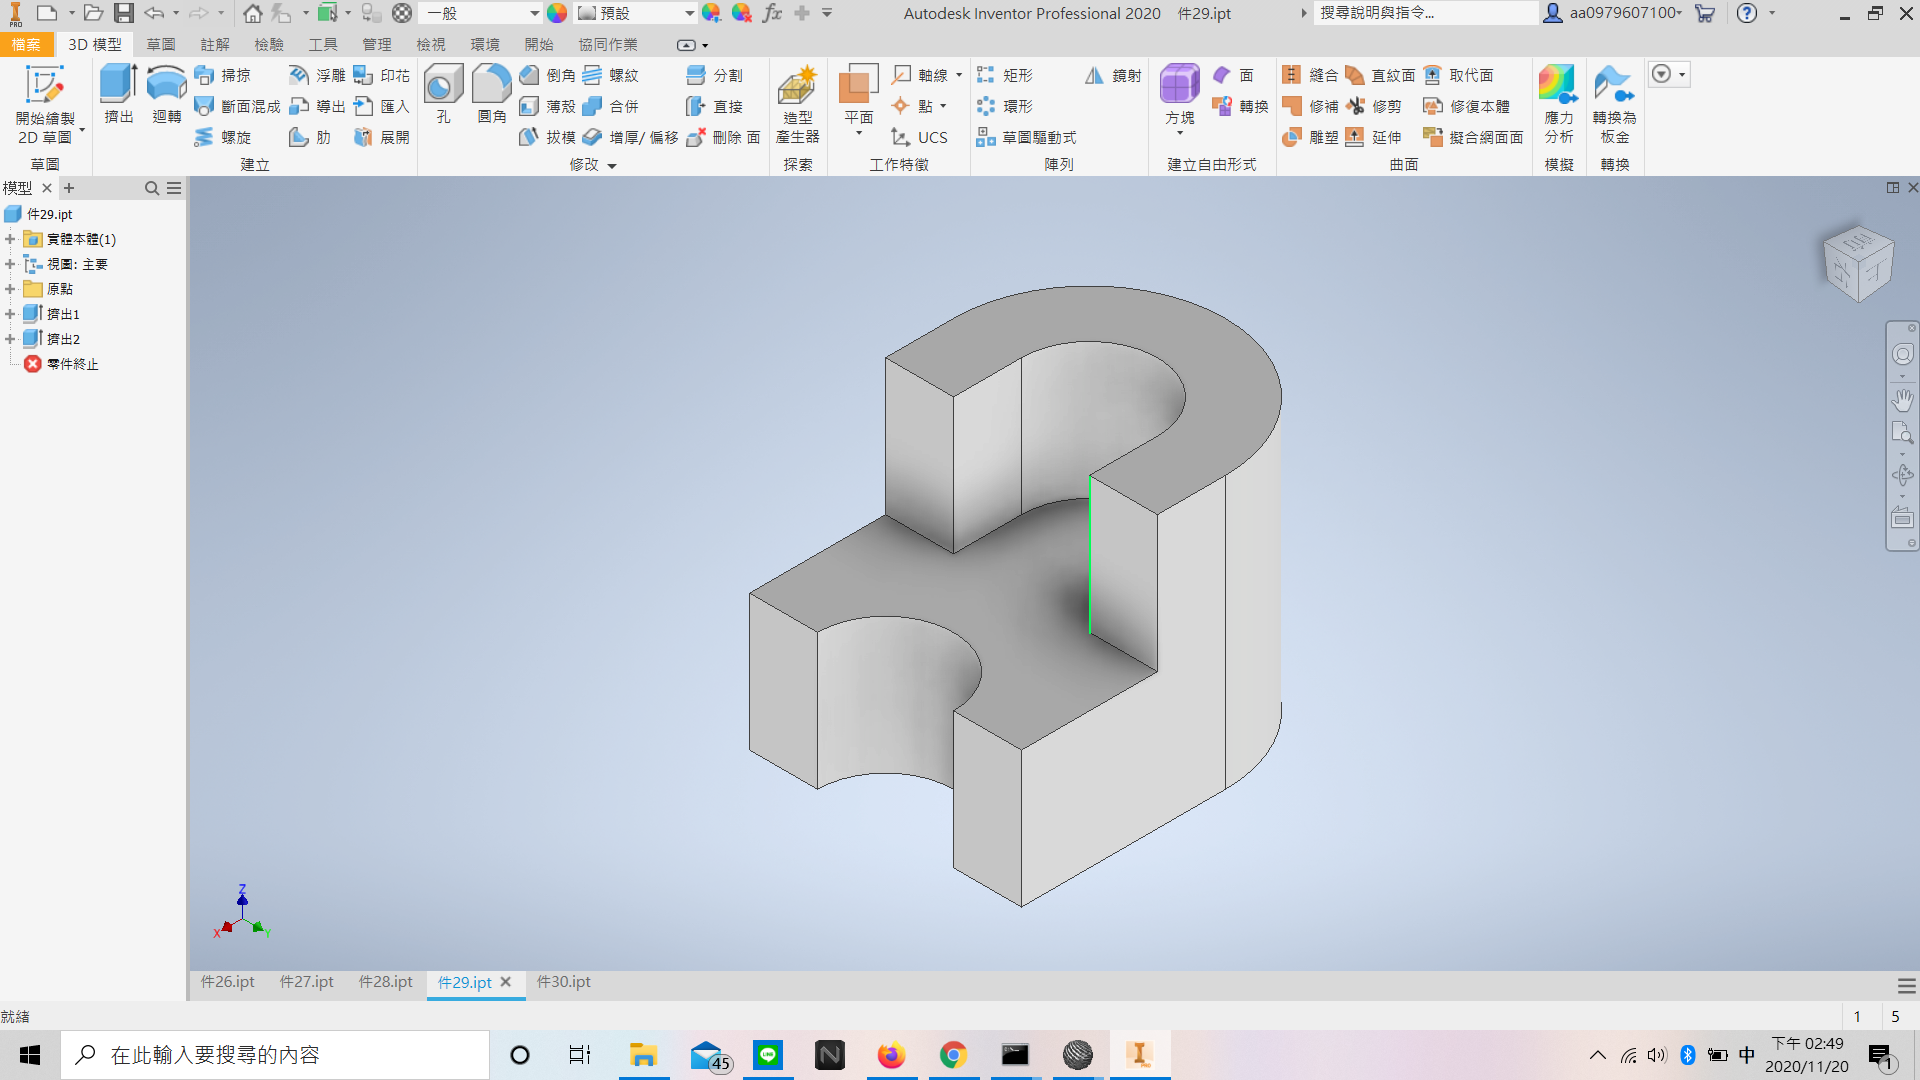 PRO
一般
預設
fx
Autodesk Inventor Professional 2020 件29.ipt
搜尋說明與指令...
aa0979607100
檔案 3D 模型 草圖 註解 檢驗 工具 管理 檢視 環境 開始 協同作業
開始繪製
2D 草圖
擠出 迴轉
掃掠 浮雕 印花
斷面混成 導出 匯入
螺旋 肋 展開
孔 圓角
倒角 螺紋 分割
薄殼 合併 直接
拔模 增厚/ 偏移 刪除 面
造型
產生器
平面
軸線
點
UCS
矩形 鏡射
環形
草圖驅動式
方塊
面
轉換
縫合 直紋面 取代面
修補 修剪 修復本體
雕塑 延伸 擬合網面面
應力
分析
轉換為
板金
草圖 建立 修改 探索 工作特徵 陣列 建立自由形式 曲面 模擬 轉換
模型
件29.ipt
實體本體(1)
視圖: 主要
原點
擠出1
擠出2
零件終止
Z
X
Y
件26.ipt 件27.ipt 件28.ipt 件29.ipt 件30.ipt
就緒
1 5
在此輸入要搜尋的內容
45
LINE
N
PRO
中
下午 02:49
2020/11/20
1